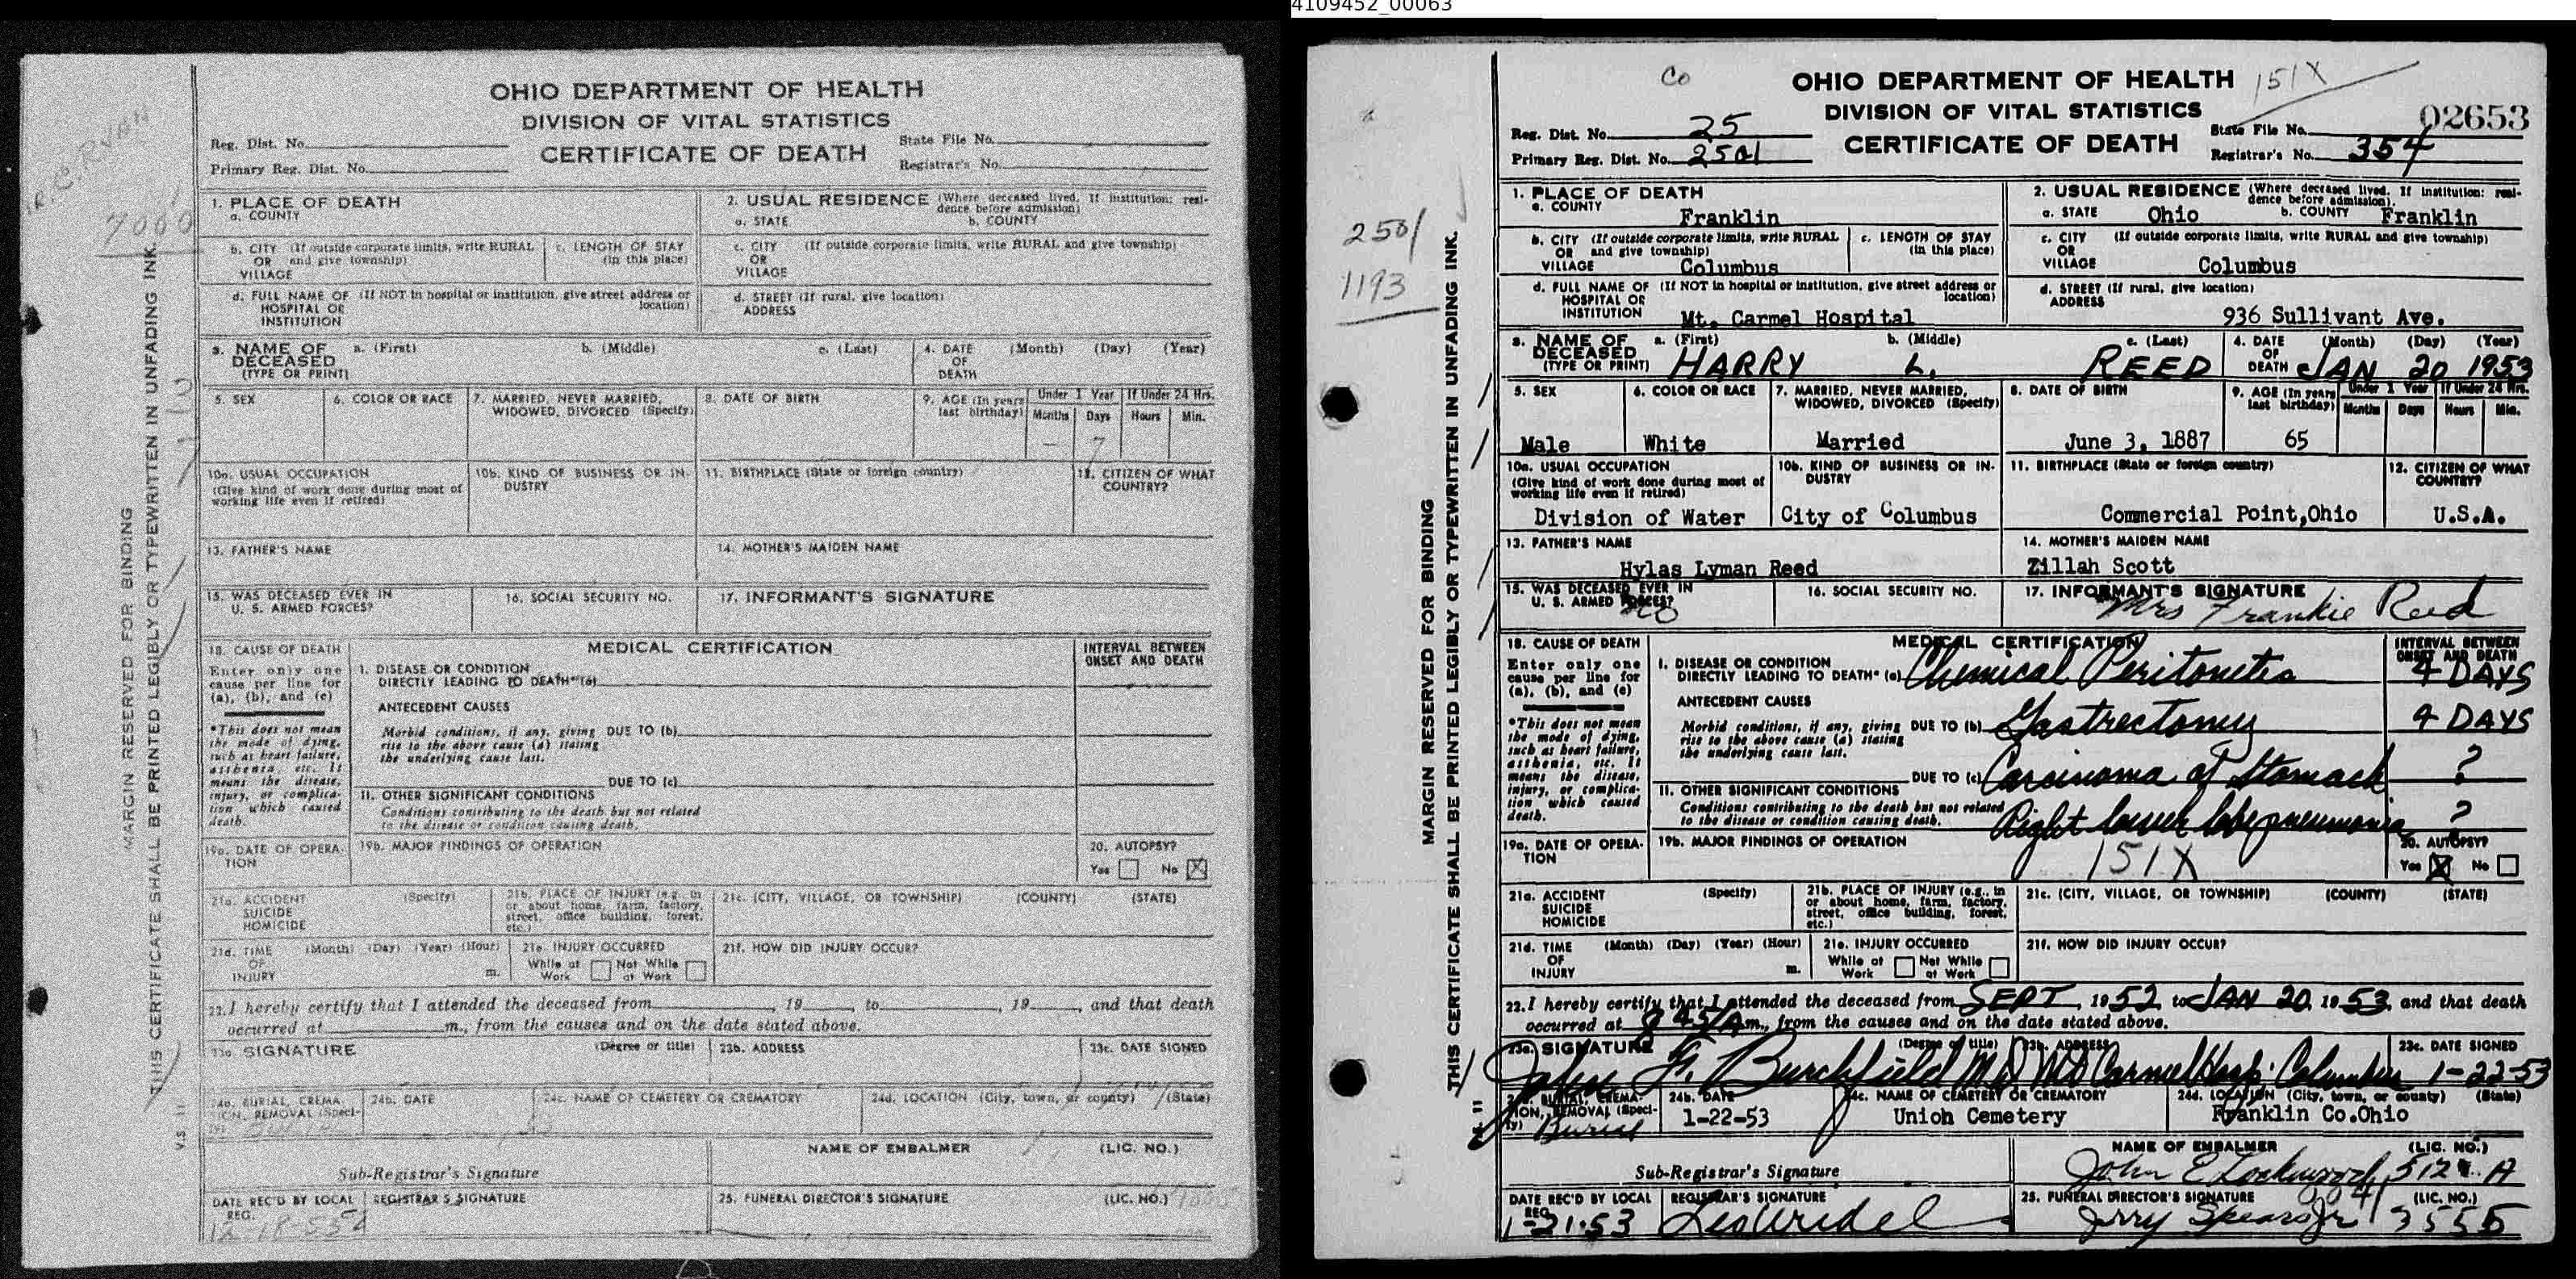 4109452_00063
R.C. RYAN
7000
MARGIN RESERVED FOR BINDING
THIS CERTIFICATE SHALL BE PRINTED LEGIBLY OR TYPEWRITTEN IN UNFADING INK.
V.S. 11
OHIO DEPARTMENT OF HEALTH
DIVISION OF VITAL STATISTICS
CERTIFICATE OF DEATH
Reg. Dist. No.
Primary Reg. Dist. No.
State File No.
Registrar's No.
1. PLACE OF DEATH
a. COUNTY
2. USUAL RESIDENCE (Where deceased lived. If institution: resi-
dence before admission)
a. STATE b. COUNTY
b. CITY (If outside corporate limits, write RURAL
OR and give township)
VILLAGE
c. LENGTH OF STAY
(in this place)
c. CITY (If outside corporate limits, write RURAL and give township)
OR
VILLAGE
d. FULL NAME OF (If NOT in hospital or institution, give street address or
HOSPITAL OR location)
INSTITUTION
d. STREET (If rural, give location)
ADDRESS
3. NAME OF a. (First) b. (Middle) c. (Last)
DECEASED
(TYPE OR PRINT)
4. DATE (Month) (Day) (Year)
OF
DEATH
5. SEX
6. COLOR OR RACE
7. MARRIED, NEVER MARRIED,
WIDOWED, DIVORCED (Specify)
8. DATE OF BIRTH
9. AGE (In years
last birthday)
Under 1 Year If Under 24 Hrs.
Months Days Hours Min.
— 7
10a. USUAL OCCUPATION
(Give kind of work done during most of
working life even if retired)
10b. KIND OF BUSINESS OR IN-
DUSTRY
11. BIRTHPLACE (State or foreign country)
12. CITIZEN OF WHAT
COUNTRY?
13. FATHER'S NAME
14. MOTHER'S MAIDEN NAME
15. WAS DECEASED EVER IN
U. S. ARMED FORCES?
16. SOCIAL SECURITY NO.
17. INFORMANT'S SIGNATURE
18. CAUSE OF DEATH
Enter only one
cause per line for
(a), (b), and (c)
*This does not mean
the mode of dying,
such as heart failure,
asthenia, etc. It
means the disease,
injury, or complica-
tion which caused
death.
MEDICAL CERTIFICATION
INTERVAL BETWEEN
ONSET AND DEATH
I. DISEASE OR CONDITION
DIRECTLY LEADING TO DEATH* (a)
ANTECEDENT CAUSES
Morbid conditions, if any, giving DUE TO (b)
rise to the above cause (a) stating
the underlying cause last.
DUE TO (c)
II. OTHER SIGNIFICANT CONDITIONS
Conditions contributing to the death but not related
to the disease or condition causing death.
19a. DATE OF OPERA-
TION
19b. MAJOR FINDINGS OF OPERATION
20. AUTOPSY?
Yes No X
21a. ACCIDENT (Specify)
SUICIDE
HOMICIDE
21b. PLACE OF INJURY (e.g., in
or about home, farm, factory,
street, office building, forest,
etc.)
21c. (CITY, VILLAGE, OR TOWNSHIP) (COUNTY) (STATE)
21d. TIME (Month) (Day) (Year) (Hour)
OF
INJURY m.
21e. INJURY OCCURRED
While at Not While
Work at Work
21f. HOW DID INJURY OCCUR?
22. I hereby certify that I attended the deceased from , 19 , to , 19 , and that death
occurred at m., from the causes and on the date stated above.
23a. SIGNATURE (Degree or title)
23b. ADDRESS
23c. DATE SIGNED
24a. BURIAL, CREMA-
TION, REMOVAL (Speci-
fy)
24b. DATE
24c. NAME OF CEMETERY OR CREMATORY
24d. LOCATION (City, town, or county) (State)
NAME OF EMBALMER (LIC. NO.)
Sub-Registrar's Signature
DATE REC'D BY LOCAL
REG.
12-18-53
REGISTRAR'S SIGNATURE
25. FUNERAL DIRECTOR'S SIGNATURE (LIC. NO.)
2501
1193
MARGIN RESERVED FOR BINDING
THIS CERTIFICATE SHALL BE PRINTED LEGIBLY OR TYPEWRITTEN IN UNFADING INK.
Co
OHIO DEPARTMENT OF HEALTH
151X
DIVISION OF VITAL STATISTICS
CERTIFICATE OF DEATH
02653
Reg. Dist. No. 25
Primary Reg. Dist. No. 2501
State File No.
Registrar's No. 354
1. PLACE OF DEATH
a. COUNTY
Franklin
2. USUAL RESIDENCE (Where deceased lived. If institution: resi-
dence before admission).
a. STATE Ohio b. COUNTY Franklin
b. CITY (If outside corporate limits, write RURAL
OR and give township)
VILLAGE Columbus
c. LENGTH OF STAY
(in this place)
c. CITY (If outside corporate limits, write RURAL and give township)
OR
VILLAGE Columbus
d. FULL NAME OF (If NOT in hospital or institution, give street address or
HOSPITAL OR location)
INSTITUTION Mt. Carmel Hospital
d. STREET (If rural, give location)
ADDRESS
936 Sullivant Ave.
3. NAME OF a. (First) b. (Middle) c. (Last)
DECEASED
(TYPE OR PRINT) HARRY L. REED
4. DATE (Month) (Day) (Year)
OF
DEATH JAN 20 1953
5. SEX
Male
6. COLOR OR RACE
White
7. MARRIED, NEVER MARRIED,
WIDOWED, DIVORCED (Specify)
Married
8. DATE OF BIRTH
June 3, 1887
9. AGE (In years
last birthday)
65
Under 1 Year If Under 24 Hrs.
Months Days Hours Min.
10a. USUAL OCCUPATION
(Give kind of work done during most of
working life even if retired)
Division of Water
10b. KIND OF BUSINESS OR IN-
DUSTRY
City of Columbus
11. BIRTHPLACE (State or foreign country)
Commercial Point,Ohio
12. CITIZEN OF WHAT
COUNTRY?
U.S.A.
13. FATHER'S NAME
Hylas Lyman Reed
14. MOTHER'S MAIDEN NAME
Zillah Scott
15. WAS DECEASED EVER IN
U. S. ARMED FORCES?
no
16. SOCIAL SECURITY NO.
17. INFORMANT'S SIGNATURE
Mrs Frankie Reed
18. CAUSE OF DEATH
Enter only one
cause per line for
(a), (b), and (c)
*This does not mean
the mode of dying,
such as heart failure,
asthenia, etc. It
means the disease,
injury, or complica-
tion which caused
death.
MEDICAL CERTIFICATION
INTERVAL BETWEEN
ONSET AND DEATH
I. DISEASE OR CONDITION
DIRECTLY LEADING TO DEATH* (a) Chemical Peritonitis 4 DAYS
ANTECEDENT CAUSES
Morbid conditions, if any, giving DUE TO (b) Gastrectomy 4 DAYS
rise to the above cause (a) stating
the underlying cause last.
DUE TO (c) Carcinoma of Stomach ?
II. OTHER SIGNIFICANT CONDITIONS
Conditions contributing to the death but not related
to the disease or condition causing death. Right lower lobe pneumonia ?
19a. DATE OF OPERA-
TION
19b. MAJOR FINDINGS OF OPERATION
151X
20. AUTOPSY?
Yes X No
21a. ACCIDENT (Specify)
SUICIDE
HOMICIDE
21b. PLACE OF INJURY (e.g., in
or about home, farm, factory,
street, office building, forest,
etc.)
21c. (CITY, VILLAGE, OR TOWNSHIP) (COUNTY) (STATE)
21d. TIME (Month) (Day) (Year) (Hour)
OF
INJURY m.
21e. INJURY OCCURRED
While at Not While
Work at Work
21f. HOW DID INJURY OCCUR?
22. I hereby certify that I attended the deceased from SEPT, 1952, to JAN 20, 1953, and that death
occurred at 8 45 A m., from the causes and on the date stated above.
23a. SIGNATURE (Degree or title)
John G. Burchfield M.D.
23b. ADDRESS
Mt Carmel Hosp. Columbus
23c. DATE SIGNED
1-22-53
24a. BURIAL, CREMA-
TION, REMOVAL (Speci-
fy) Burial
24b. DATE
1-22-53
24c. NAME OF CEMETERY OR CREMATORY
Union Cemetery
24d. LOCATION (City, town, or county) (State)
Franklin Co.Ohio
NAME OF EMBALMER (LIC. NO.)
John E Lockwood A
Sub-Registrar's Signature
DATE REC'D BY LOCAL
REG.
1-21-53
REGISTRAR'S SIGNATURE
25. FUNERAL DIRECTOR'S SIGNATURE (LIC. NO.)
Jerry Spears Jr